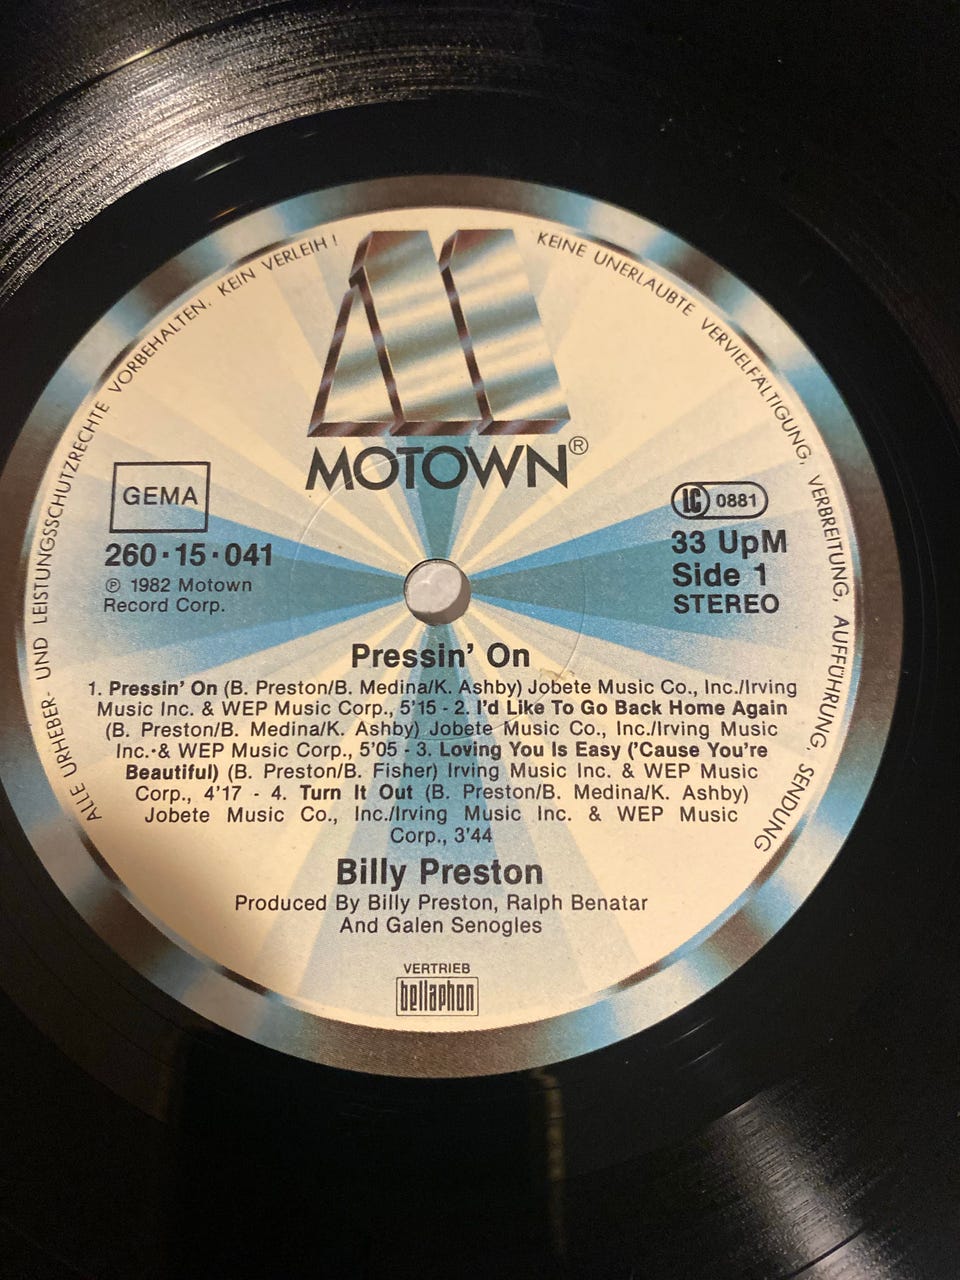 ALLE URHEBER- UND LEISTUNGSSCHUTZRECHTE VORBEHALTEN. KEIN VERLEIH! KEINE UNERLAUBTE VERVIELFÄLTIGUNG, VERBREITUNG, AUFFÜHRUNG, SENDUNG
MOTOWN®
GEMA
260·15·041
℗ 1982 Motown
Record Corp.
LC 0881
33 UpM
Side 1
STEREO
Pressin' On
1. Pressin' On (B. Preston/B. Medina/K. Ashby) Jobete Music Co., Inc./Irving
Music Inc. & WEP Music Corp., 5'15 - 2. I'd Like To Go Back Home Again
(B. Preston/B. Medina/K. Ashby) Jobete Music Co., Inc./Irving Music
Inc.·& WEP Music Corp., 5'05 - 3. Loving You Is Easy ('Cause You're
Beautiful) (B. Preston/B. Fisher) Irving Music Inc. & WEP Music
Corp., 4'17 - 4. Turn It Out (B. Preston/B. Medina/K. Ashby)
Jobete Music Co., Inc./Irving Music Inc. & WEP Music
Corp., 3'44
Billy Preston
Produced By Billy Preston, Ralph Benatar
And Galen Senogles
VERTRIEB
bellaphon